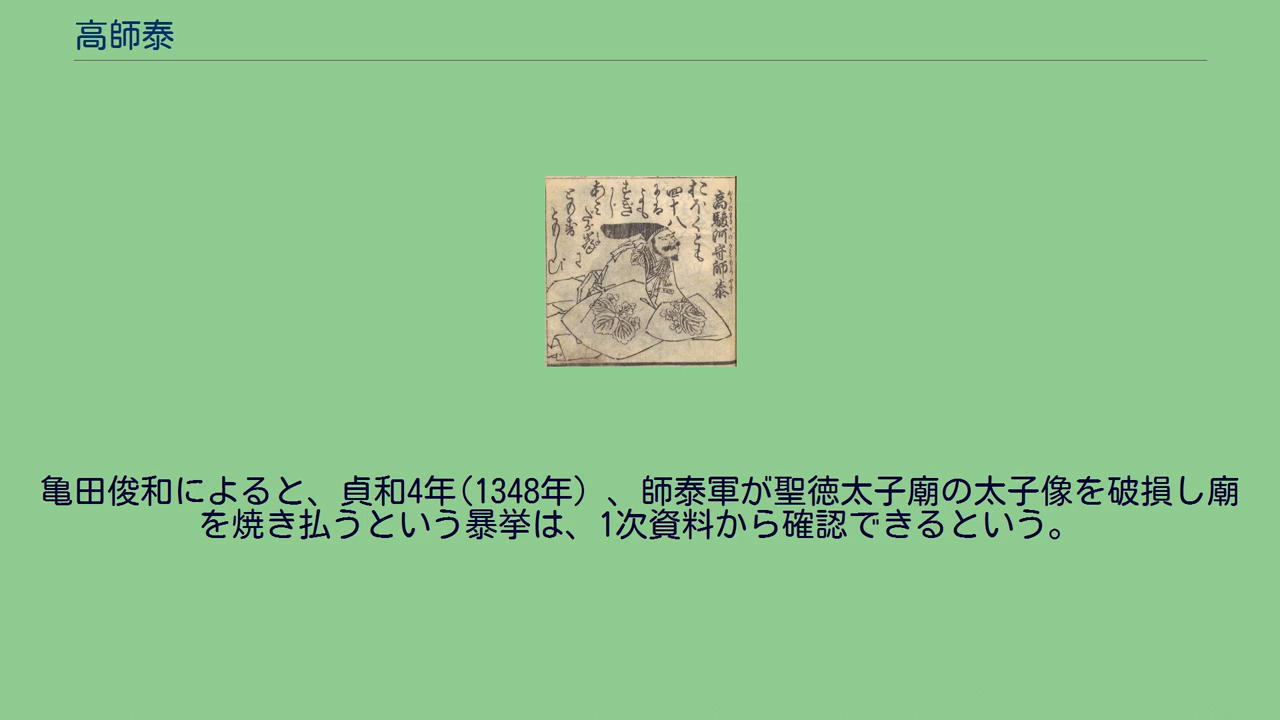 高師泰
高駿河守師泰
四十八
亀田俊和によると、貞和4年(1348年）、師泰軍が聖徳太子廟の太子像を破損し廟
を焼き払うという暴挙は、1次資料から確認できるという。